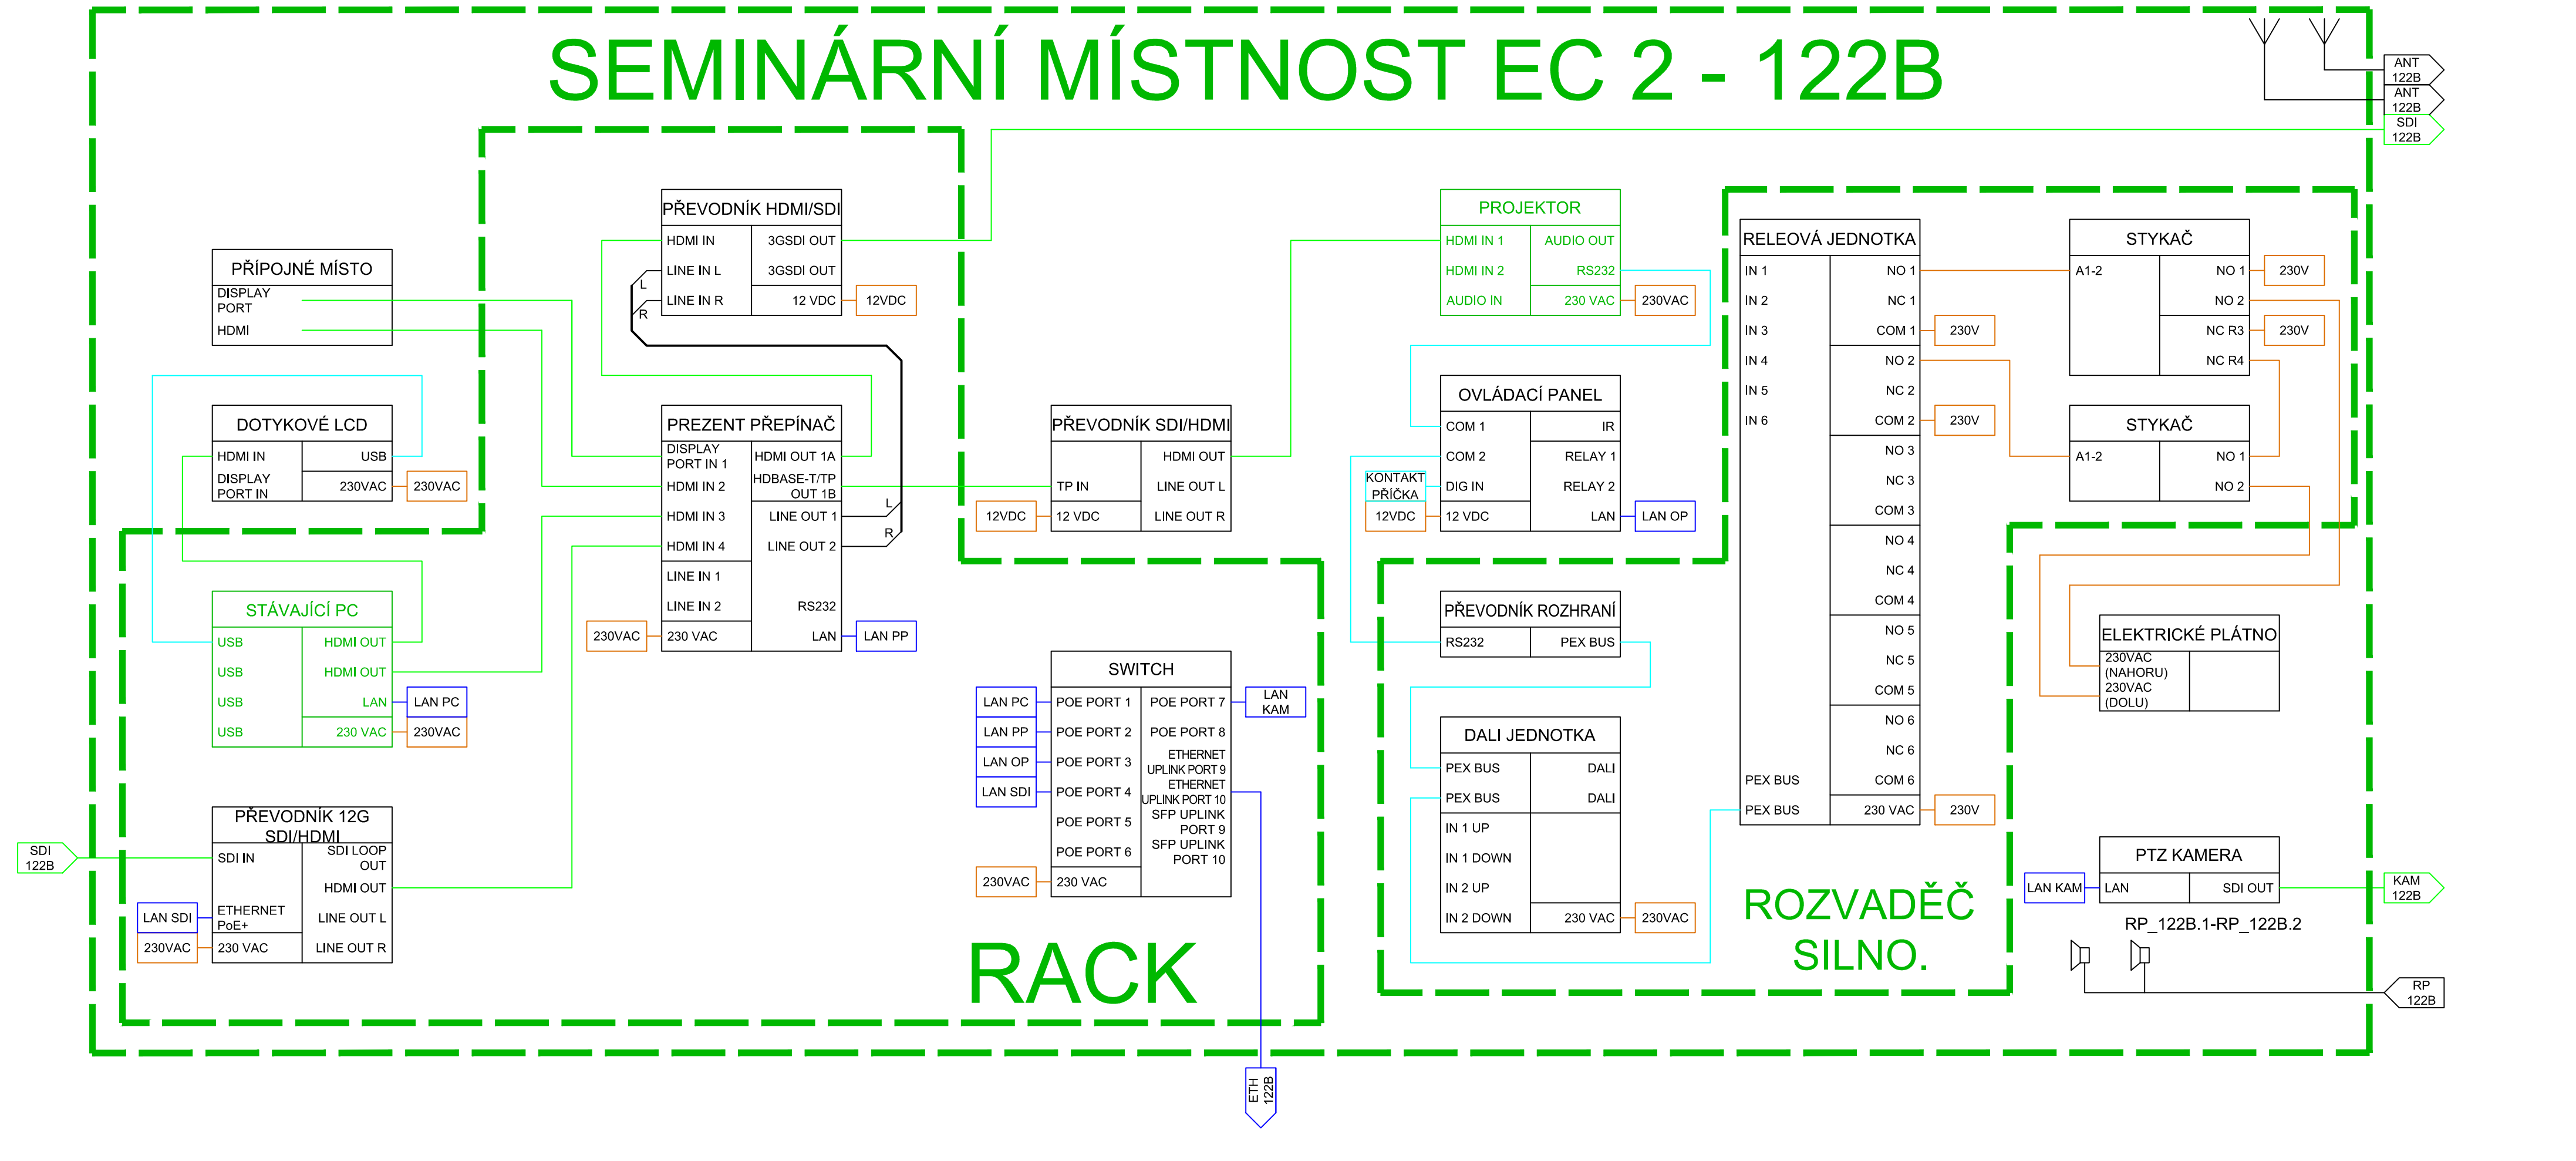 SEMINÁRNÍ MÍSTNOST EC 2 - 122B
ANT
122B
ANT
122B
SDI
122B
PŘÍPOJNÉ MÍSTO
DISPLAY
PORT
HDMI
DOTYKOVÉ LCD
HDMI IN
USB
DISPLAY
PORT IN
230VAC
230VAC
STÁVAJÍCÍ PC
USB
HDMI OUT
USB
HDMI OUT
USB
LAN
LAN PC
USB
230 VAC
230VAC
PŘEVODNÍK 12G
SDI/HDMI
SDI
122B
SDI IN
SDI LOOP
OUT
HDMI OUT
LAN SDI
ETHERNET
PoE+
LINE OUT L
230VAC
230 VAC
LINE OUT R
PŘEVODNÍK HDMI/SDI
HDMI IN
3GSDI OUT
LINE IN L
3GSDI OUT
LINE IN R
12 VDC
12VDC
L
R
PREZENT PŘEPÍNAČ
DISPLAY
PORT IN 1
HDMI OUT 1A
HDMI IN 2
HDBASE-T/TP
OUT 1B
HDMI IN 3
LINE OUT 1
L
HDMI IN 4
LINE OUT 2
R
LINE IN 1
LINE IN 2
RS232
230VAC
230 VAC
LAN
LAN PP
PŘEVODNÍK SDI/HDMI
HDMI OUT
TP IN
LINE OUT L
12VDC
12 VDC
LINE OUT R
SWITCH
LAN PC
POE PORT 1
POE PORT 7
LAN
KAM
LAN PP
POE PORT 2
POE PORT 8
LAN OP
POE PORT 3
ETHERNET
UPLINK PORT 9
LAN SDI
POE PORT 4
ETHERNET
UPLINK PORT 10
POE PORT 5
SFP UPLINK
PORT 9
POE PORT 6
SFP UPLINK
PORT 10
230VAC
230 VAC
RACK
ETH
122B
PROJEKTOR
HDMI IN 1
AUDIO OUT
HDMI IN 2
RS232
AUDIO IN
230 VAC
230VAC
OVLÁDACÍ PANEL
COM 1
IR
COM 2
RELAY 1
KONTAKT
PŘÍČKA
DIG IN
RELAY 2
12VDC
12 VDC
LAN
LAN OP
PŘEVODNÍK ROZHRANÍ
RS232
PEX BUS
DALI JEDNOTKA
PEX BUS
DALI
PEX BUS
DALI
IN 1 UP
IN 1 DOWN
IN 2 UP
IN 2 DOWN
230 VAC
230VAC
RELEOVÁ JEDNOTKA
IN 1
NO 1
IN 2
NC 1
IN 3
COM 1
230V
IN 4
NO 2
IN 5
NC 2
IN 6
COM 2
230V
NO 3
NC 3
COM 3
NO 4
NC 4
COM 4
NO 5
NC 5
COM 5
NO 6
NC 6
PEX BUS
COM 6
PEX BUS
230 VAC
230V
ROZVADĚČ
SILNO.
STYKAČ
A1-2
NO 1
230V
NO 2
NC R3
230V
NC R4
STYKAČ
A1-2
NO 1
NO 2
ELEKTRICKÉ PLÁTNO
230VAC
(NAHORU)
230VAC
(DOLU)
PTZ KAMERA
LAN KAM
LAN
SDI OUT
KAM
122B
RP_122B.1-RP_122B.2
RP
122B